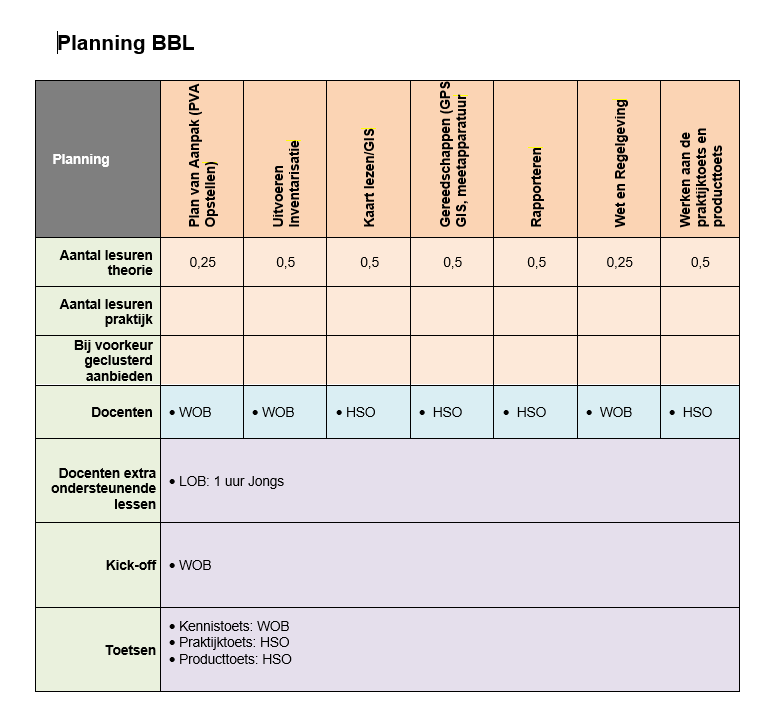 Planning BBL
Planning
Plan van Aanpak (PVA
Opstellen)
Uitvoeren
Inventarisatie
Kaart lezen/GIS
Gereedschappen (GPS
GIS, meetapparatuur
Rapporteren
Wet en Regelgeving
Werken aan de
praktijktoets en
producttoets
Aantal lesuren
theorie
0,25
0,5
0,5
0,5
0,5
0,25
0,5
Aantal lesuren
praktijk
Bij voorkeur
geclusterd
aanbieden
Docenten
• WOB
• WOB
• HSO
• HSO
• HSO
• WOB
• HSO
Docenten extra
ondersteunende
lessen
• LOB: 1 uur Jongs
Kick-off
• WOB
Toetsen
• Kennistoets: WOB
• Praktijktoets: HSO
• Producttoets: HSO